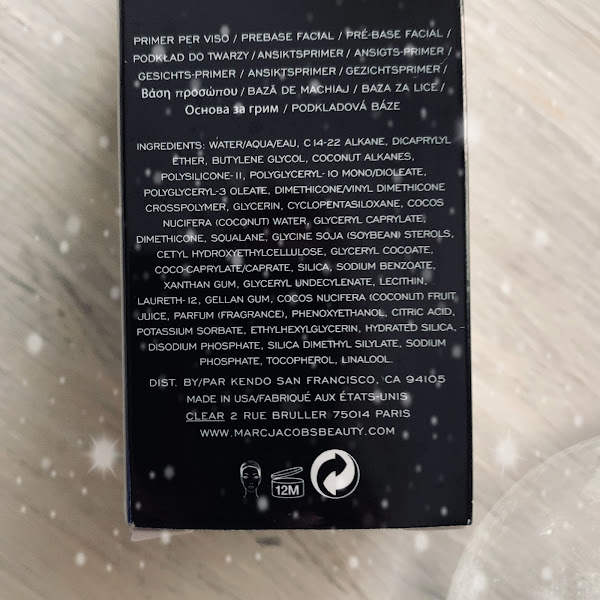 PRIMER PER VISO / PREBASE FACIAL / PRÉ-BASE FACIAL /
PODKŁAD DO TWARZY / ANSIKTSPRIMER / ANSIGTS-PRIMER /
GESICHTS-PRIMER / ANSIKTSPRIMER / GEZICHTSPRIMER /
Βάση προσώπου / BAZĂ DE MACHIAJ / BAZA ZA LICE /
Основа за грим / PODKLADOVÁ BÁZE
INGREDIENTS: WATER/AQUA/EAU, C14-22 ALKANE, DICAPRYLYL
ETHER, BUTYLENE GLYCOL, COCONUT ALKANES,
POLYSILICONE-11, POLYGLYCERYL-10 MONO/DIOLEATE,
POLYGLYCERYL-3 OLEATE, DIMETHICONE/VINYL DIMETHICONE
CROSSPOLYMER, GLYCERIN, CYCLOPENTASILOXANE, COCOS
NUCIFERA (COCONUT) WATER, GLYCERYL CAPRYLATE,
DIMETHICONE, SQUALANE, GLYCINE SOJA (SOYBEAN) STEROLS,
CETYL HYDROXYETHYLCELLULOSE, GLYCERYL COCOATE,
COCO-CAPRYLATE/CAPRATE, SILICA, SODIUM BENZOATE,
XANTHAN GUM, GLYCERYL UNDECYLENATE, LECITHIN,
LAURETH-12, GELLAN GUM, COCOS NUCIFERA (COCONUT) FRUIT
JUICE, PARFUM (FRAGRANCE), PHENOXYETHANOL, CITRIC ACID,
POTASSIUM SORBATE, ETHYLHEXYLGLYCERIN, HYDRATED SILICA,
DISODIUM PHOSPHATE, SILICA DIMETHYL SILYLATE, SODIUM
PHOSPHATE, TOCOPHEROL, LINALOOL.
DIST. BY/PAR KENDO SAN FRANCISCO, CA 94105
MADE IN USA/FABRIQUÉ AUX ÉTATS-UNIS
CLEAR 2 RUE BRULLER 75014 PARIS
WWW.MARCJACOBSBEAUTY.COM
12M